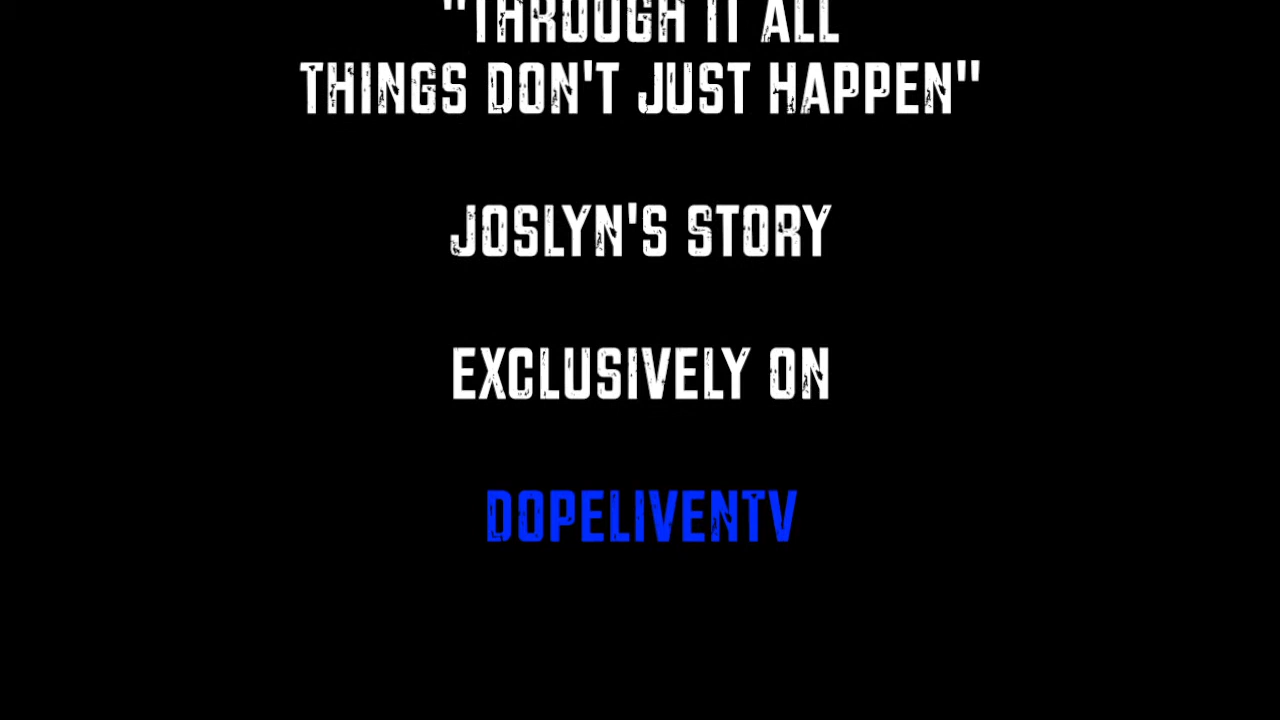 "THROUGH IT ALL
THINGS DON'T JUST HAPPEN"
JOSLYN'S STORY
EXCLUSIVELY ON
DOPELIVENTV